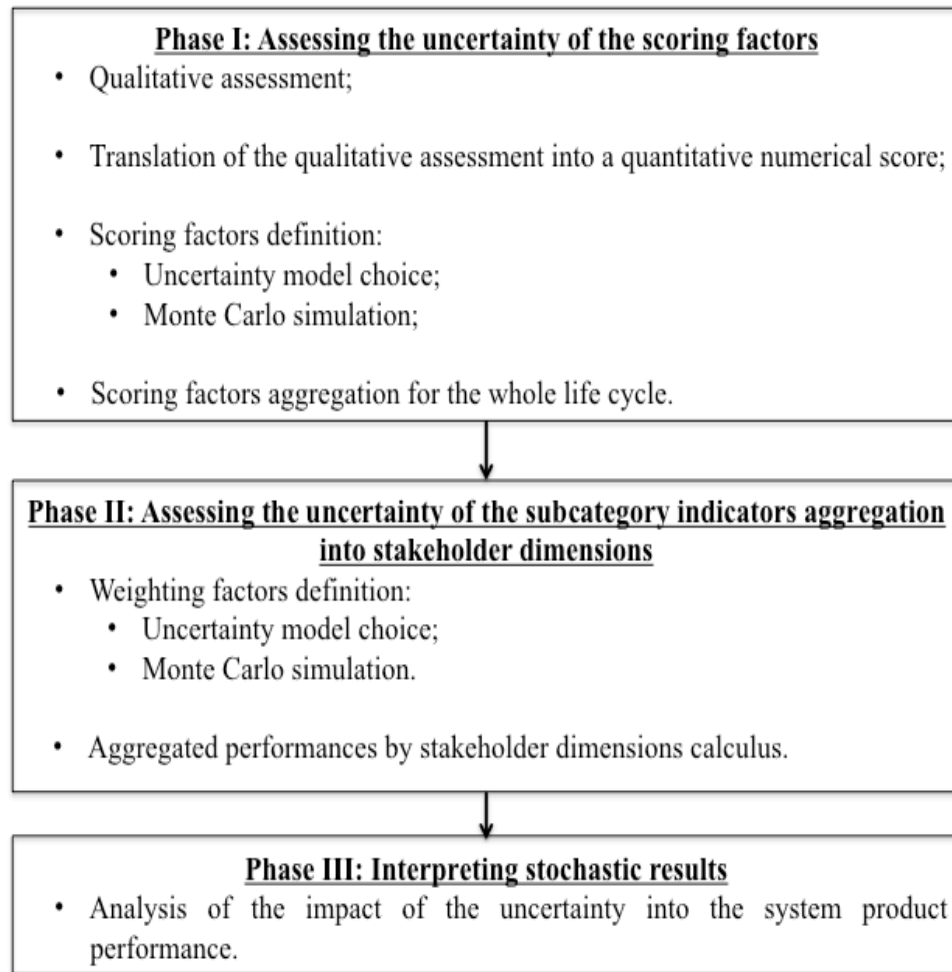 Phase I: Assessing the uncertainty of the scoring factors
• Qualitative assessment;
• Translation of the qualitative assessment into a quantitative numerical score;
• Scoring factors definition:
• Uncertainty model choice;
• Monte Carlo simulation;
• Scoring factors aggregation for the whole life cycle.
Phase II: Assessing the uncertainty of the subcategory indicators aggregation
into stakeholder dimensions
• Weighting factors definition:
• Uncertainty model choice;
• Monte Carlo simulation.
• Aggregated performances by stakeholder dimensions calculus.
Phase III: Interpreting stochastic results
• Analysis of the impact of the uncertainty into the system product
performance.